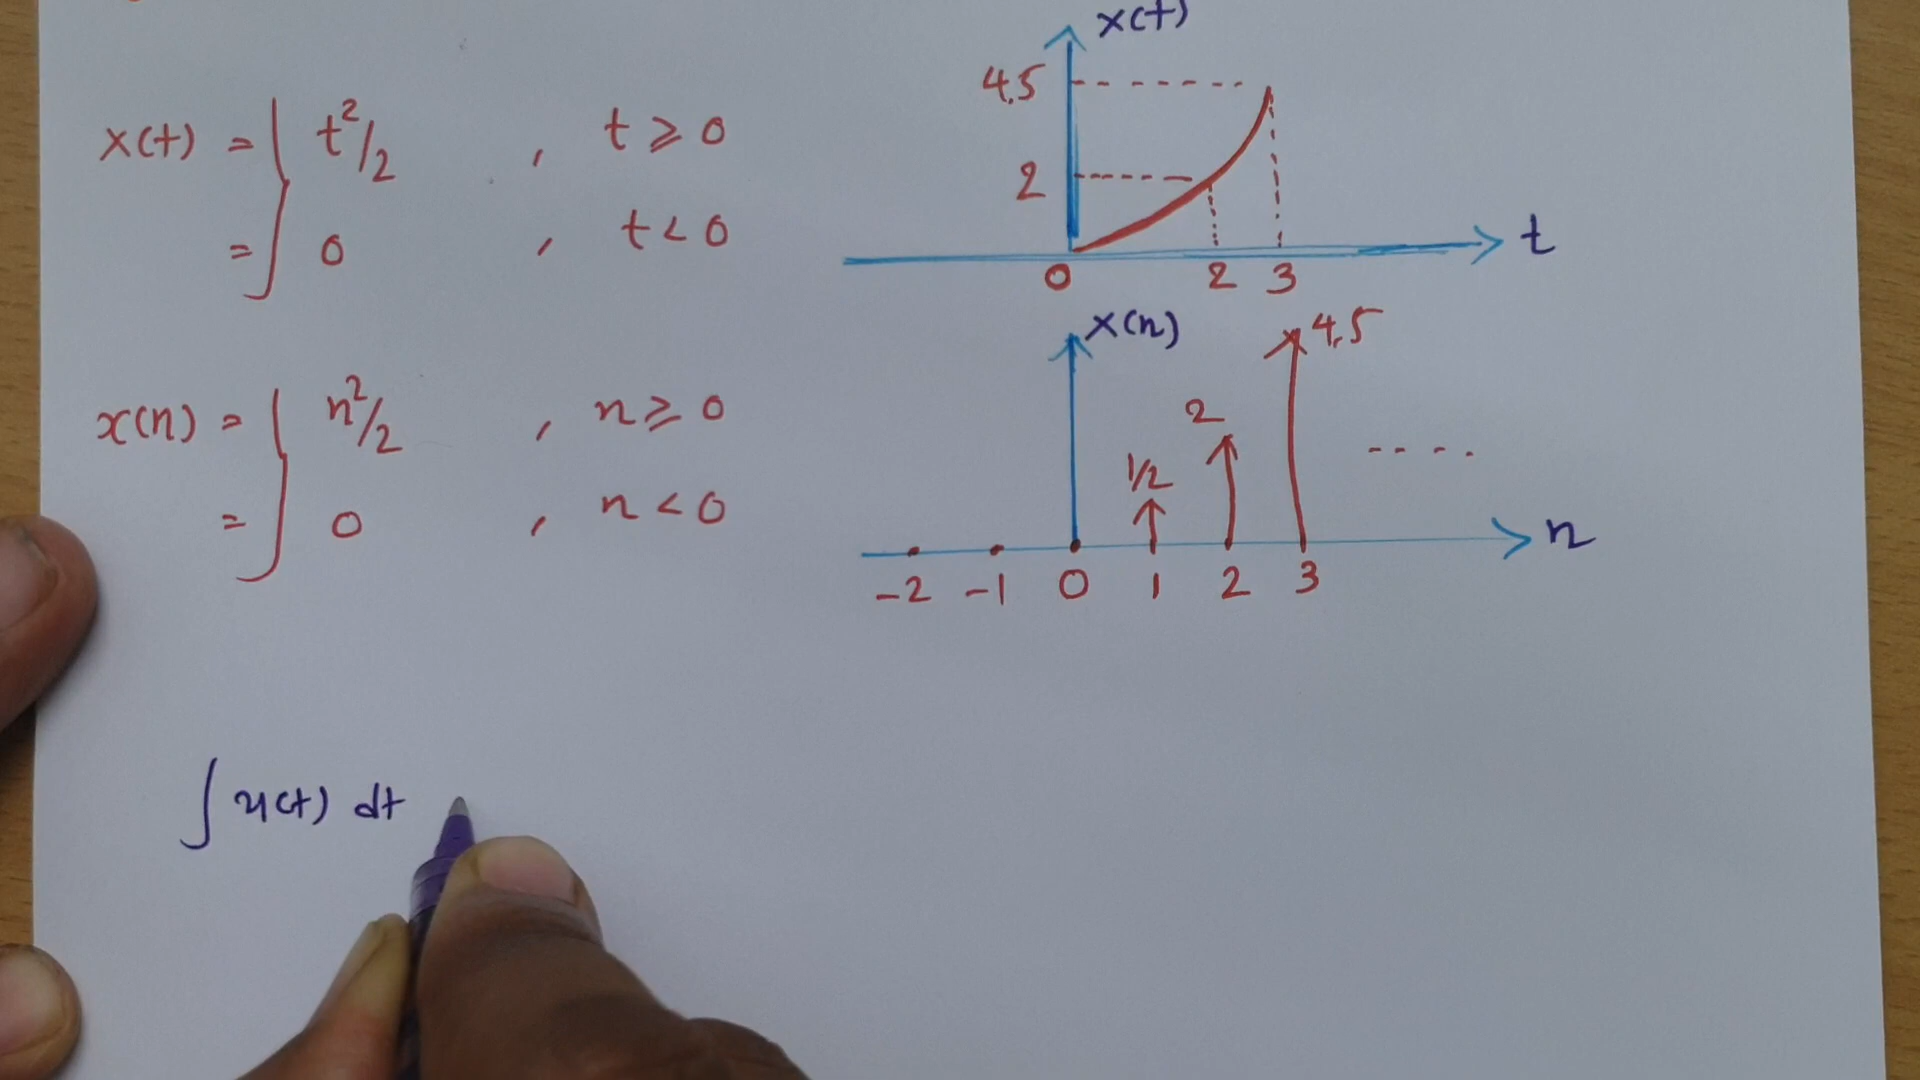 x(t) = { t²/2 , t ≥ 0
= 0 , t < 0
x(t)
4.5
2
0 2 3 t
x(n) = { n²/2 , n ≥ 0
= 0 , n < 0
x(n)
4.5
2
1/2
----
-2 -1 0 1 2 3 n
∫ u(t) dt